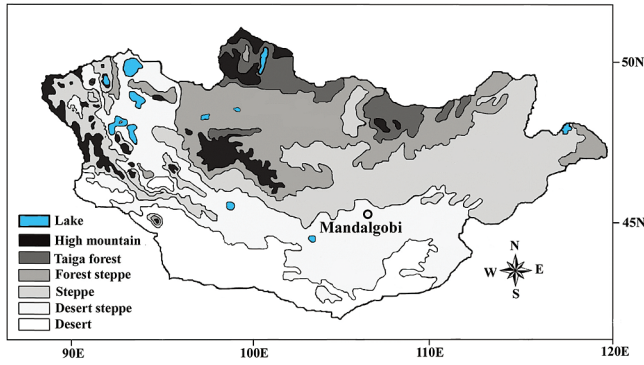 50N
Mandalgobi
45N
Lake
High mountain
Taiga forest
Forest steppe
Steppe
Desert steppe
Desert
N
W E
S
90E 100E 110E 120E